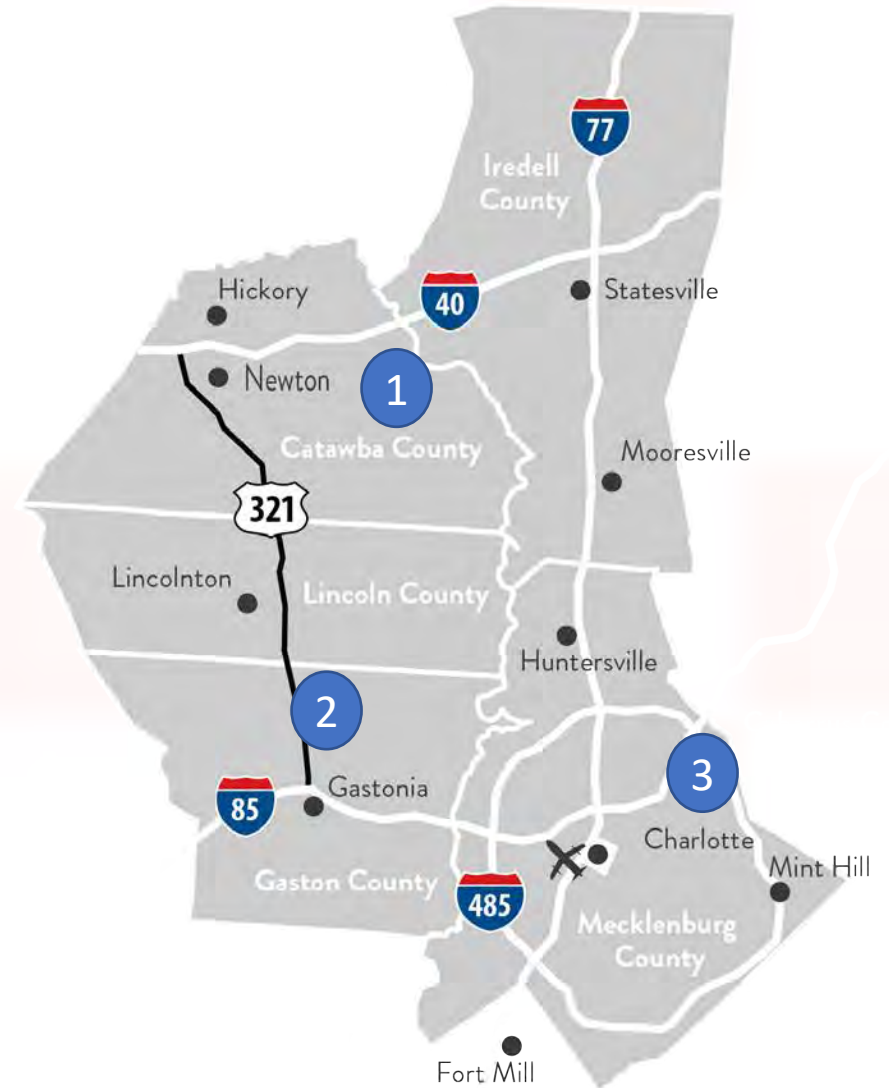 77
Iredell
County
Hickory
40
Statesville
Newton
1
Catawba County
Mooresville
321
Lincolnton
Lincoln County
Huntersville
2
3
85
Gastonia
Charlotte
Mint Hill
Gaston County
485
Mecklenburg
County
Fort Mill